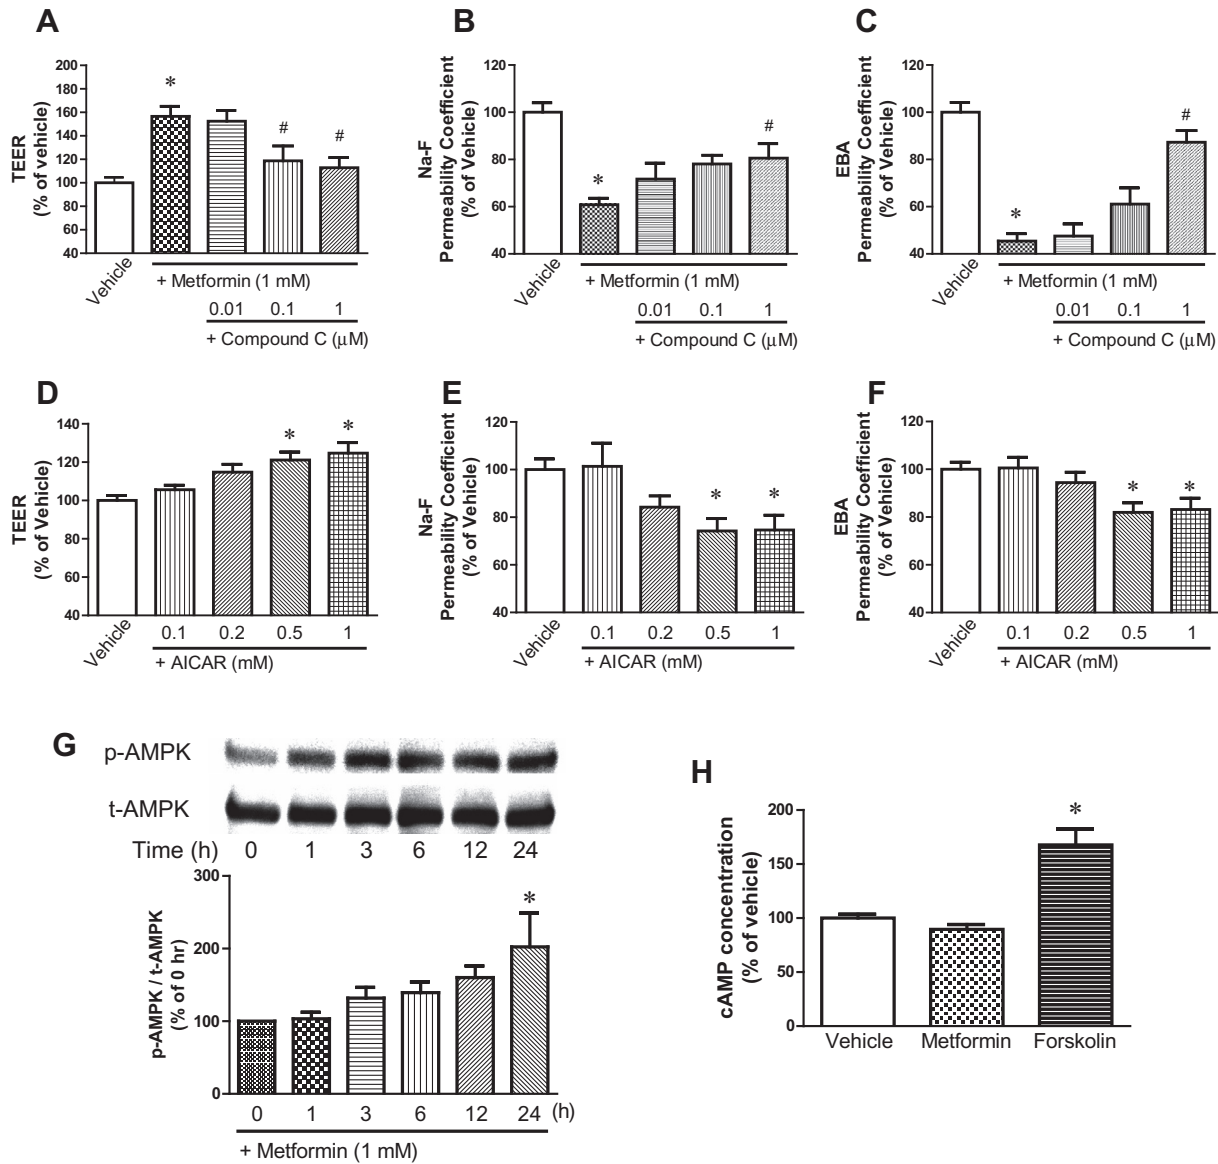 A
TEER
(% of vehicle)
200
180
160
140
120
100
80
60
40
*
#
#
Vehicle
+ Metformin (1 mM)
0.01 0.1 1
+ Compound C (μM)
B
Na-F
Permeability Coefficient
(% of Vehicle)
120
100
80
60
40
*
#
Vehicle
+ Metformin (1 mM)
0.01 0.1 1
+ Compound C (μM)
C
EBA
Permeability Coefficient
(% of Vehicle)
120
100
80
60
40
*
#
Vehicle
+ Metformin (1 mM)
0.01 0.1 1
+ Compound C (μM)
D
TEER
(% of Vehicle)
140
120
100
80
60
40
*
*
Vehicle
0.1 0.2 0.5 1
+ AICAR (mM)
E
Na-F
Permeability Coefficient
(% of Vehicle)
120
100
80
60
40
*
*
Vehicle
0.1 0.2 0.5 1
+ AICAR (mM)
F
EBA
Permeability Coefficient
(% of Vehicle)
120
100
80
60
40
*
*
Vehicle
0.1 0.2 0.5 1
+ AICAR (mM)
G
p-AMPK
t-AMPK
Time (h) 0 1 3 6 12 24
p-AMPK / t-AMPK
(% of 0 hr)
300
200
100
0
*
0 1 3 6 12 24 (h)
+ Metformin (1 mM)
H
cAMP concentration
(% of vehicle)
200
150
100
50
0
*
Vehicle Metformin Forskolin